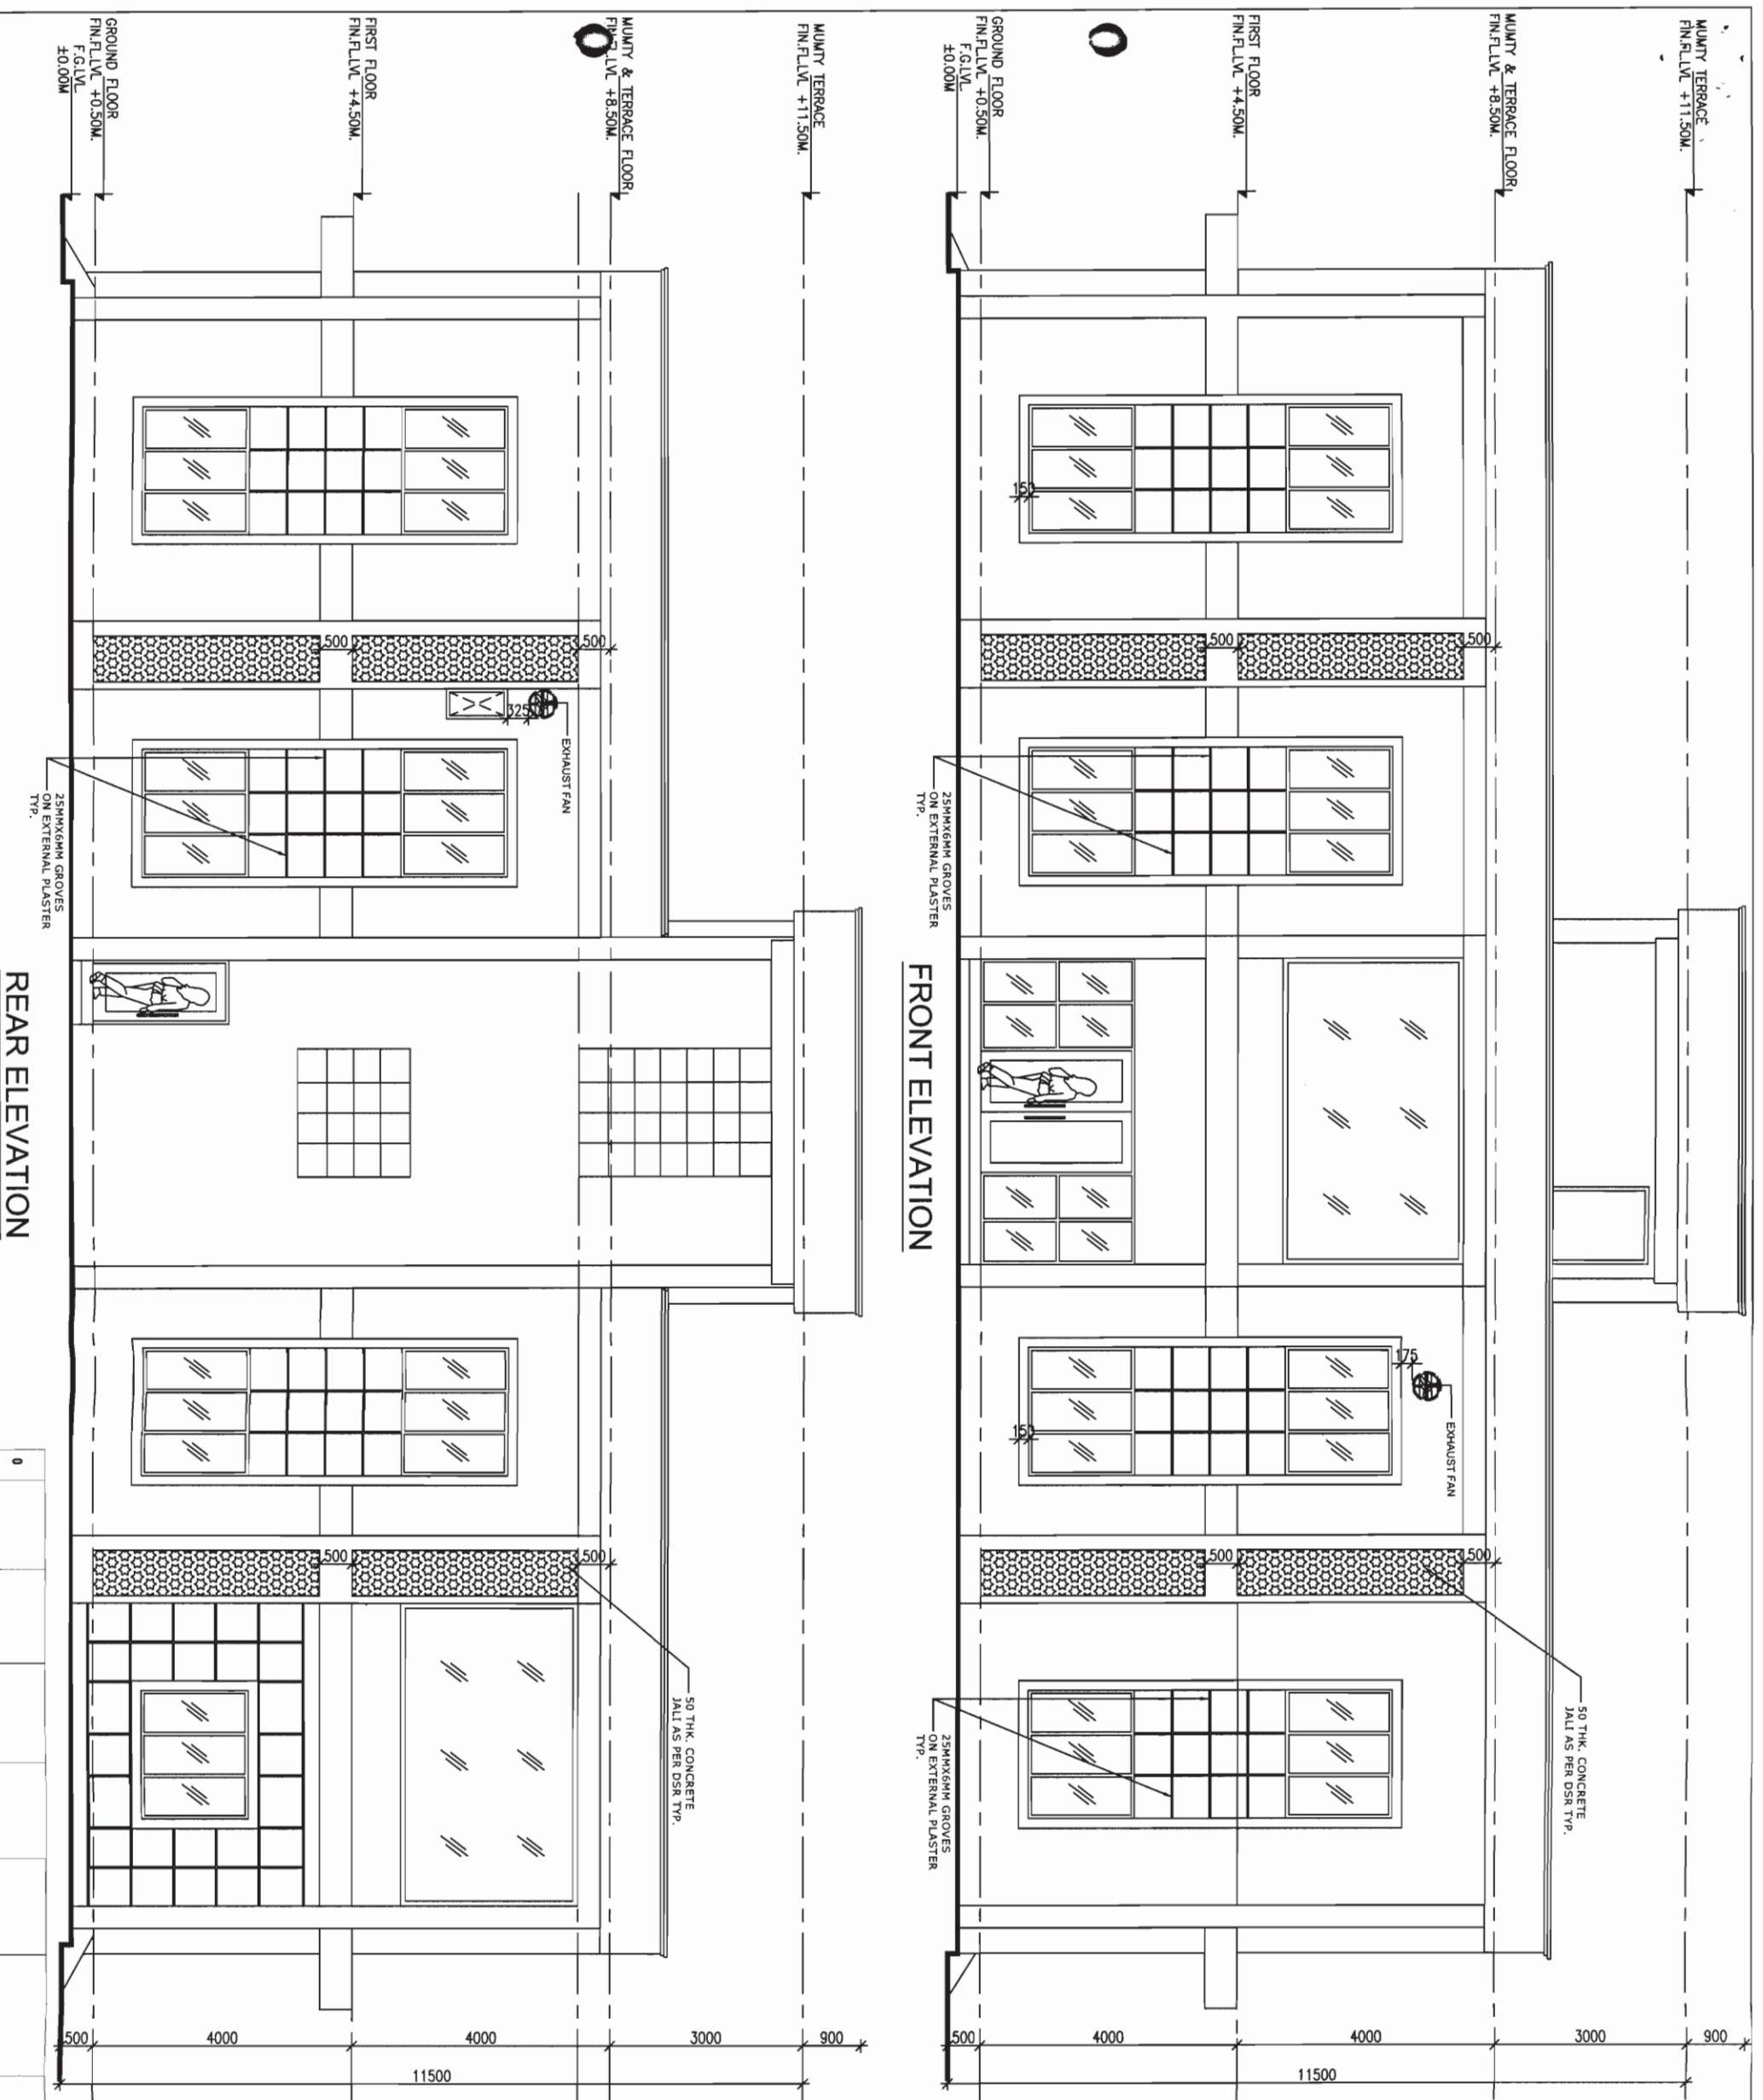 MUMTY TERRACE
FIN.FL.LVL +11.50M.
MUMTY & TERRACE FLOOR
FIN.FL.LVL +8.50M.
FIRST FLOOR
FIN.FL.LVL +4.50M.
GROUND FLOOR
FIN.FL.LVL +0.50M.
F.G.LVL.
±0.00M
500
500
500
500
150
150
175
EXHAUST FAN
50 THK. CONCRETE
JALI AS PER DSR TYP.
25MMX6MM GROVES
ON EXTERNAL PLASTER
TYP.
25MMX6MM GROVES
ON EXTERNAL PLASTER
TYP.
900
3000
4000
4000
500
11500
FRONT ELEVATION
MUMTY TERRACE
FIN.FL.LVL +11.50M.
MUMTY & TERRACE FLOOR
FIN.FL.LVL +8.50M.
FIRST FLOOR
FIN.FL.LVL +4.50M.
GROUND FLOOR
FIN.FL.LVL +0.50M.
F.G.LVL.
±0.00M
500
500
500
500
325
EXHAUST FAN
50 THK. CONCRETE
JALI AS PER DSR TYP.
25MMX6MM GROVES
ON EXTERNAL PLASTER
TYP.
900
3000
4000
4000
500
11500
REAR ELEVATION
0